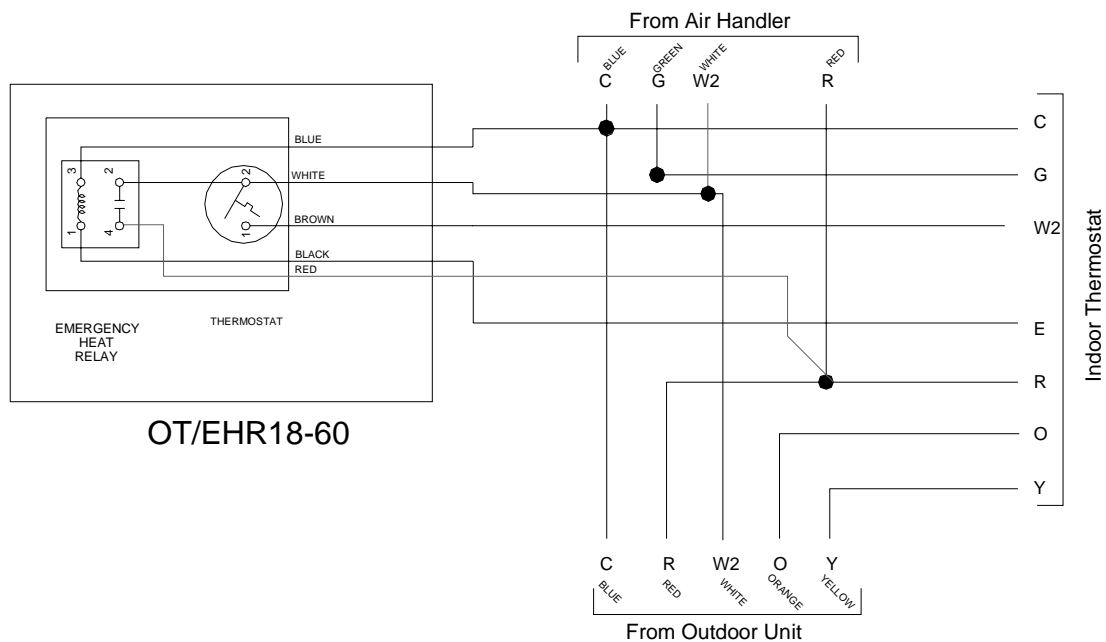 From Air Handler
BLUE
GREEN
WHITE
RED
C
G
W2
R
C
G
W2
E
R
O
Y
Indoor Thermostat
BLUE
WHITE
BROWN
BLACK
RED
3
2
1
4
2
1
EMERGENCY
HEAT
RELAY
THERMOSTAT
OT/EHR18-60
C
R
W2
O
Y
BLUE
RED
WHITE
ORANGE
YELLOW
From Outdoor Unit